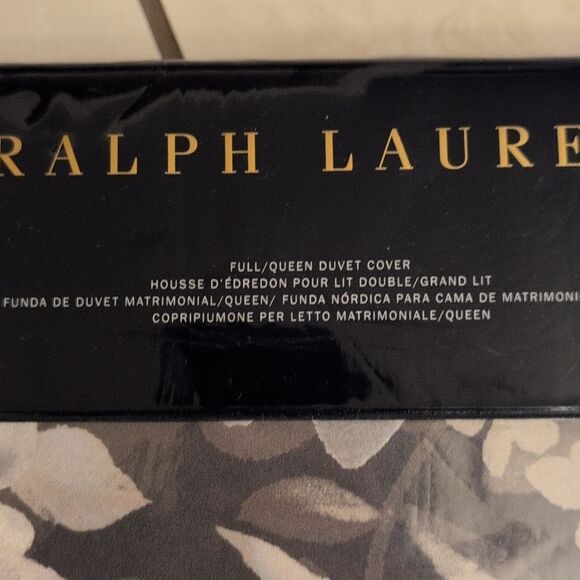 RALPH LAURE
FULL/QUEEN DUVET COVER
HOUSSE D'ÉDREDON POUR LIT DOUBLE/GRAND LIT
FUNDA DE DUVET MATRIMONIAL/QUEEN/ FUNDA NÓRDICA PARA CAMA DE MATRIMONI
COPRIPIUMONE PER LETTO MATRIMONIALE/QUEEN